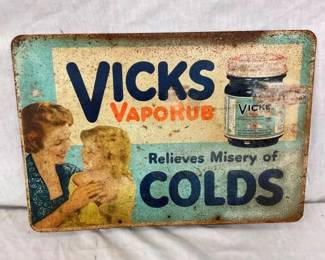 VICKS
VAPORUB
VICKS
Relieves Misery of
COLDS